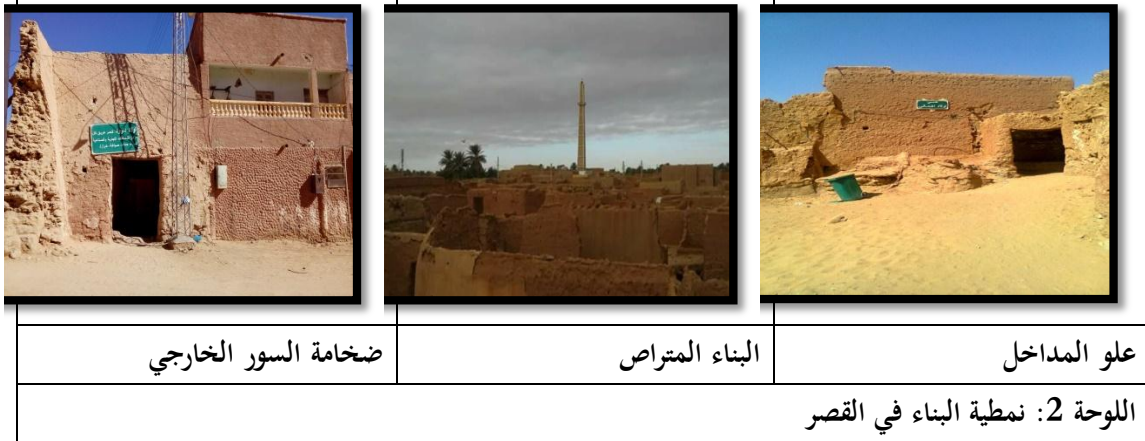 علو المداخل
البناء المتراص
ضخامة السور الخارجي
اللوحة 2: نمطية البناء في القصر